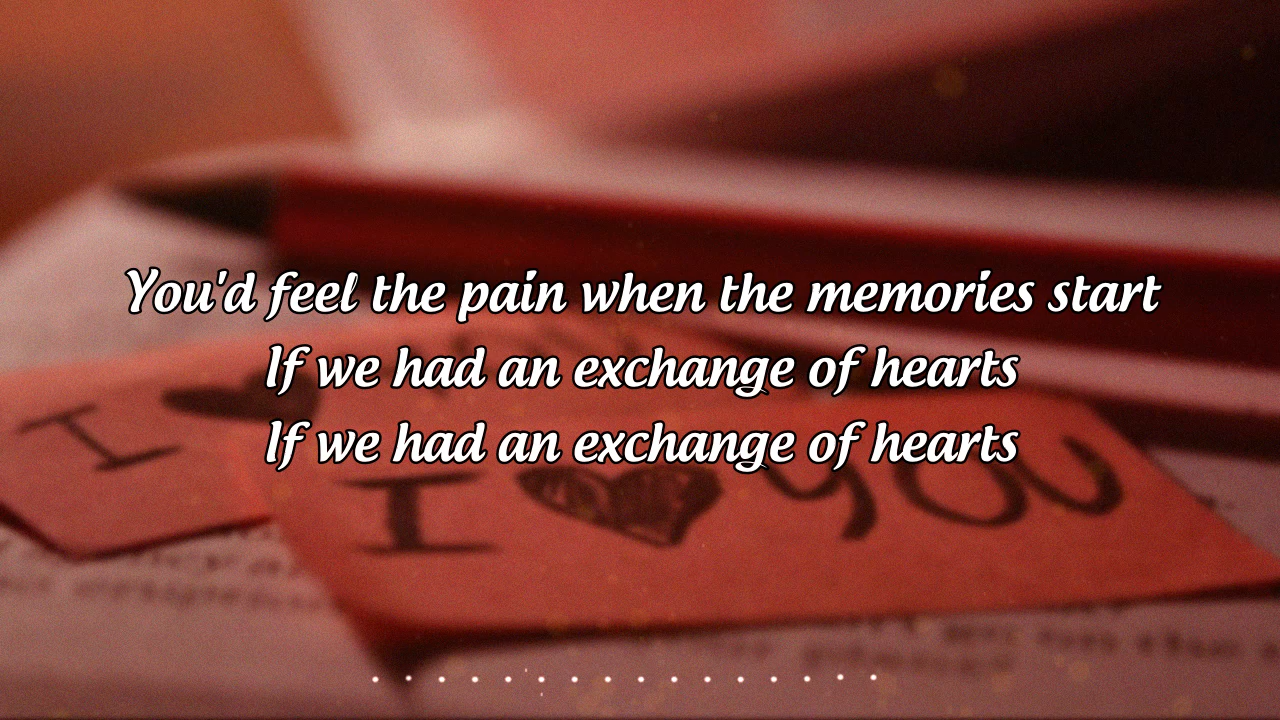 You'd feel the pain when the memories start
If we had an exchange of hearts
If we had an exchange of hearts
I ♥
I ♥ YOU